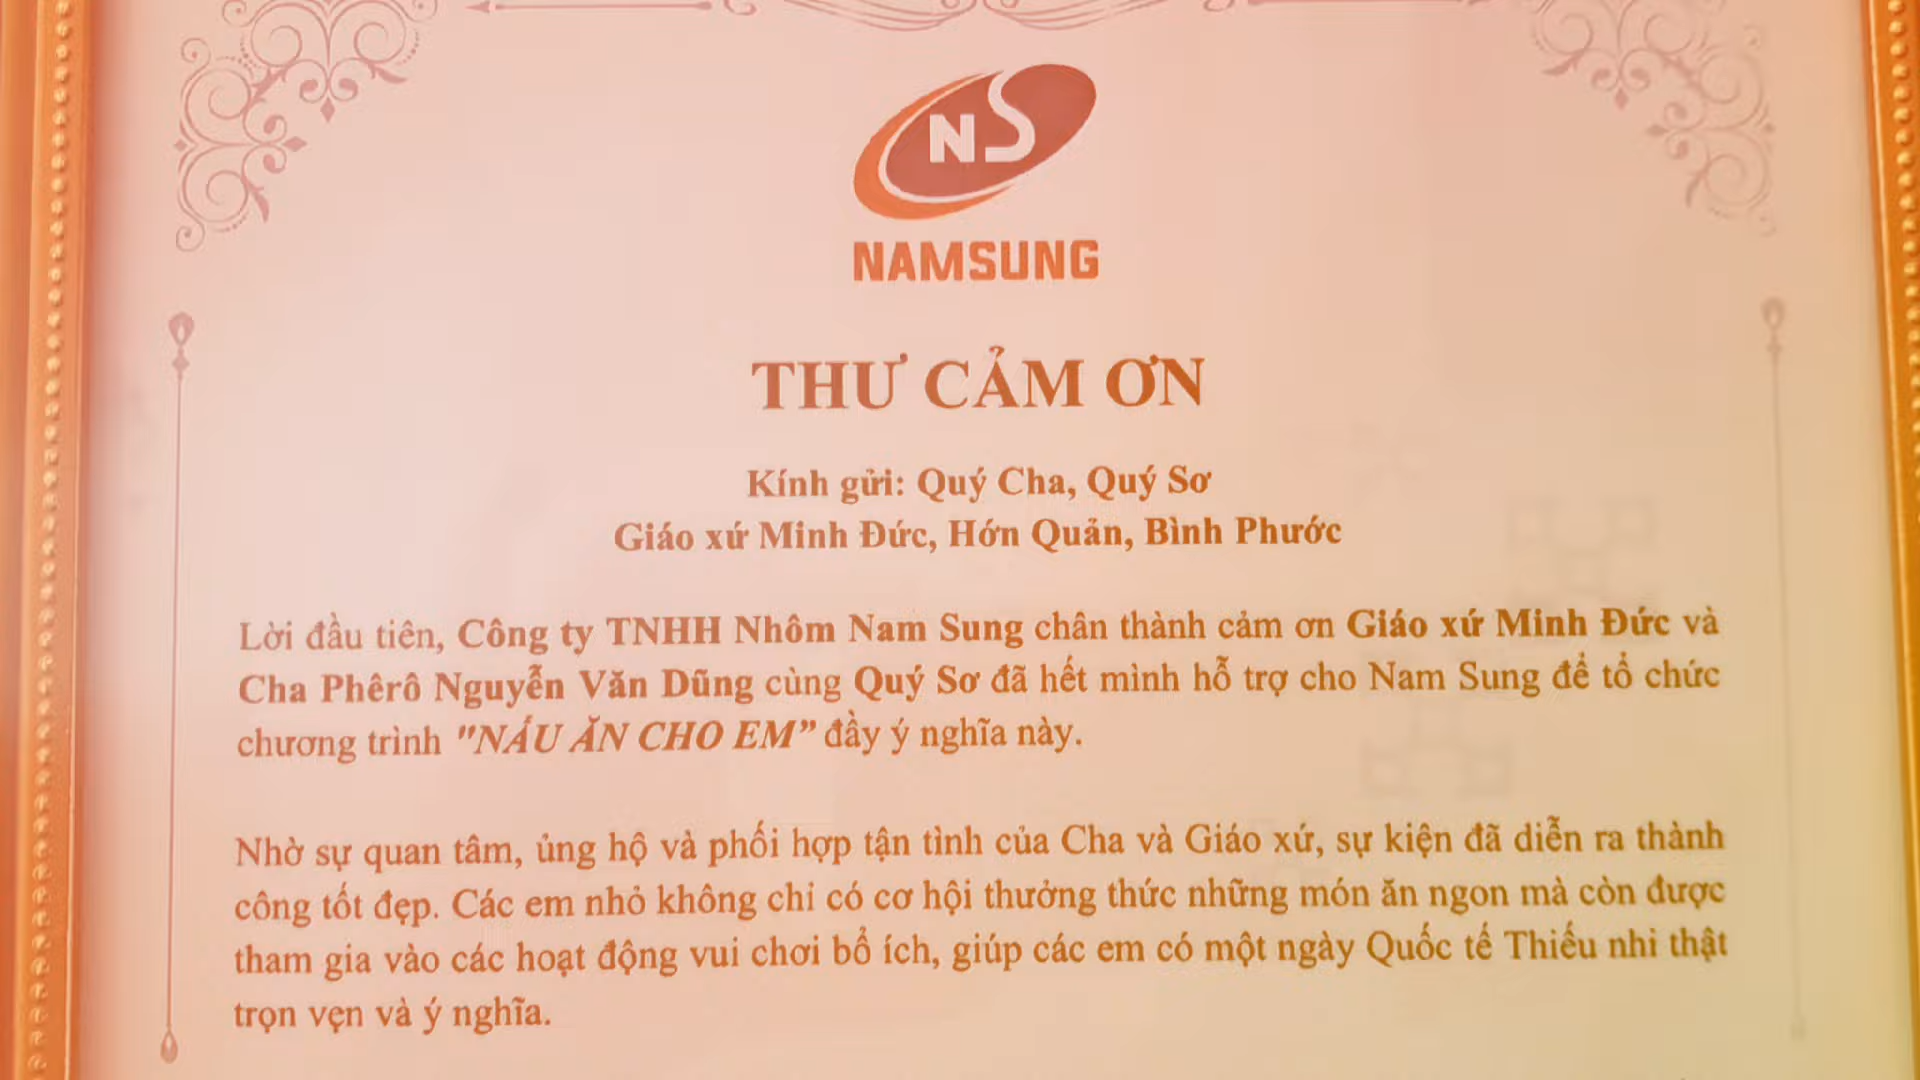 NS
NAMSUNG
THƯ CẢM ƠN
Kính gửi: Quý Cha, Quý Sơ
Giáo xứ Minh Đức, Hớn Quản, Bình Phước
Lời đầu tiên, Công ty TNHH Nhôm Nam Sung chân thành cảm ơn Giáo xứ Minh Đức và
Cha Phêrô Nguyễn Văn Dũng cùng Quý Sơ đã hết mình hỗ trợ cho Nam Sung để tổ chức
chương trình "NẤU ĂN CHO EM” đầy ý nghĩa này.
Nhờ sự quan tâm, ủng hộ và phối hợp tận tình của Cha và Giáo xứ, sự kiện đã diễn ra thành
công tốt đẹp. Các em nhỏ không chỉ có cơ hội thưởng thức những món ăn ngon mà còn được
tham gia vào các hoạt động vui chơi bổ ích, giúp các em có một ngày Quốc tế Thiếu nhi thật
trọn vẹn và ý nghĩa.